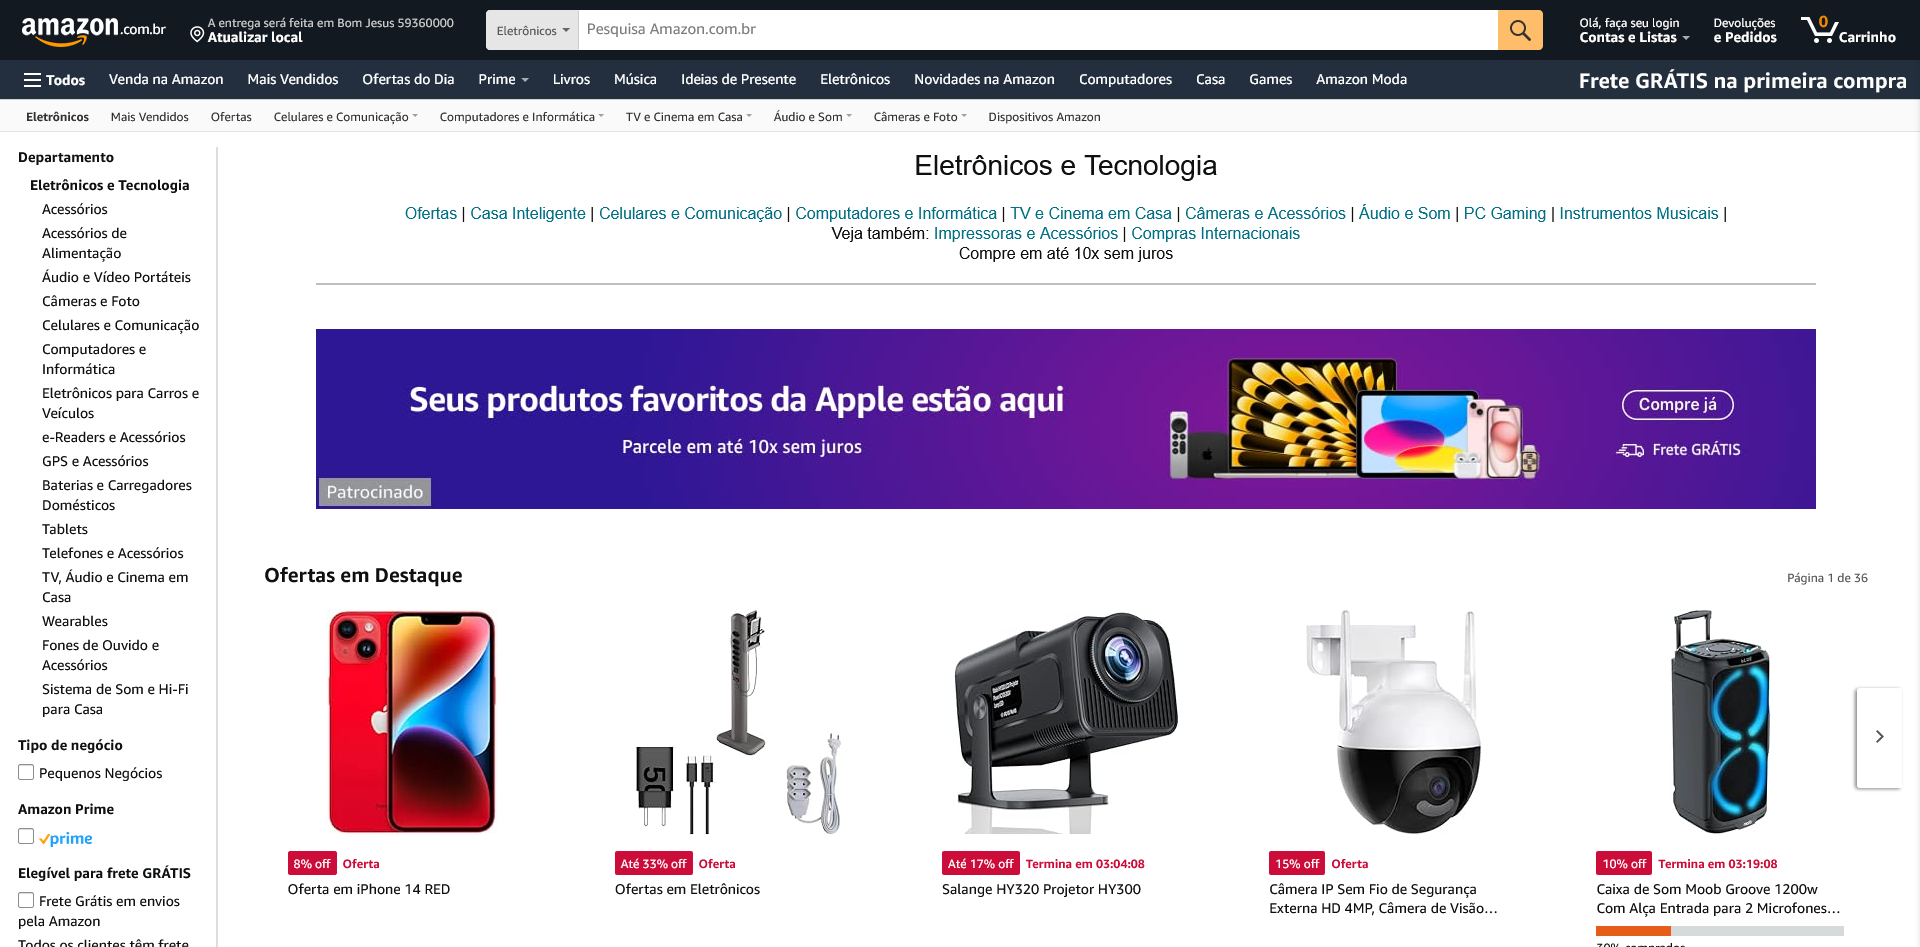 amazon.com.br
A entrega será feita em Bom Jesus 59360000
Atualizar local
Eletrônicos
Pesquisa Amazon.com.br
Olá, faça seu login
Contas e Listas
Devoluções
e Pedidos
0
Carrinho
Todos
Venda na Amazon
Mais Vendidos
Ofertas do Dia
Prime
Livros
Música
Ideias de Presente
Eletrônicos
Novidades na Amazon
Computadores
Casa
Games
Amazon Moda
Frete GRÁTIS na primeira compra
Eletrônicos
Mais Vendidos
Ofertas
Celulares e Comunicação
Computadores e Informática
TV e Cinema em Casa
Áudio e Som
Câmeras e Foto
Dispositivos Amazon
Departamento
Eletrônicos e Tecnologia
Acessórios
Acessórios de
Alimentação
Áudio e Vídeo Portáteis
Câmeras e Foto
Celulares e Comunicação
Computadores e
Informática
Eletrônicos para Carros e
Veículos
e-Readers e Acessórios
GPS e Acessórios
Baterias e Carregadores
Domésticos
Tablets
Telefones e Acessórios
TV, Áudio e Cinema em
Casa
Wearables
Fones de Ouvido e
Acessórios
Sistema de Som e Hi-Fi
para Casa
Tipo de negócio
Pequenos Negócios
Amazon Prime
prime
Elegível para frete GRÁTIS
Frete Grátis em envios
pela Amazon
Todos os clientes têm frete
Eletrônicos e Tecnologia
Ofertas | Casa Inteligente | Celulares e Comunicação | Computadores e Informática | TV e Cinema em Casa | Câmeras e Acessórios | Áudio e Som | PC Gaming | Instrumentos Musicais |
Veja também: Impressoras e Acessórios | Compras Internacionais
Compre em até 10x sem juros
Seus produtos favoritos da Apple estão aqui
Parcele em até 10x sem juros
Compre já
Frete GRÁTIS
Patrocinado
Ofertas em Destaque
Página 1 de 36
8% off Oferta
Oferta em iPhone 14 RED
50
Até 33% off Oferta
Ofertas em Eletrônicos
Até 17% off Termina em 03:04:08
Salange HY320 Projetor HY300
15% off Oferta
Câmera IP Sem Fio de Segurança
Externa HD 4MP, Câmera de Visão…
10% off Termina em 03:19:08
Caixa de Som Moob Groove 1200w
Com Alça Entrada para 2 Microfones…
30% comprados